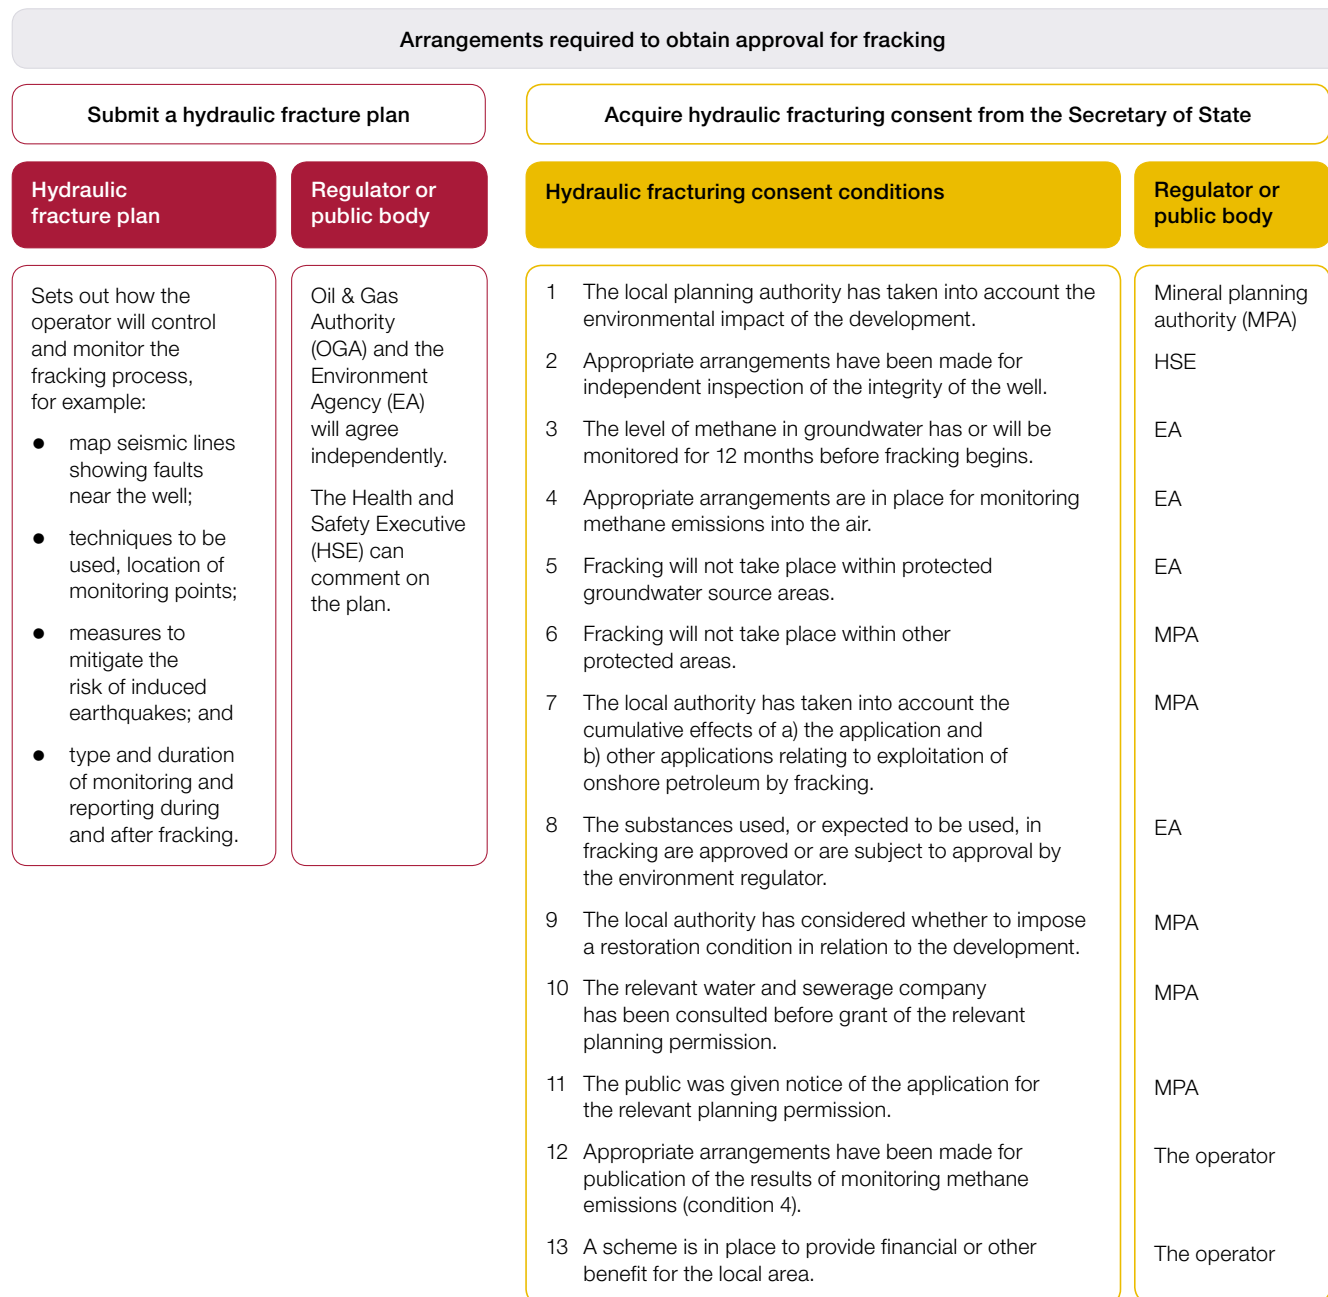 Arrangements required to obtain approval for fracking
Submit a hydraulic fracture plan
Hydraulic
fracture plan
Regulator or
public body
Sets out how the
operator will control
and monitor the
fracking process,
for example:
● map seismic lines
showing faults
near the well;
● techniques to be
used, location of
monitoring points;
● measures to
mitigate the
risk of induced
earthquakes; and
● type and duration
of monitoring and
reporting during
and after fracking.
Oil & Gas
Authority
(OGA) and the
Environment
Agency (EA)
will agree
independently.
The Health and
Safety Executive
(HSE) can
comment on
the plan.
Acquire hydraulic fracturing consent from the Secretary of State
Hydraulic fracturing consent conditions
Regulator or
public body
1 The local planning authority has taken into account the
environmental impact of the development.
Mineral planning
authority (MPA)
2 Appropriate arrangements have been made for
independent inspection of the integrity of the well.
HSE
3 The level of methane in groundwater has or will be
monitored for 12 months before fracking begins.
EA
4 Appropriate arrangements are in place for monitoring
methane emissions into the air.
EA
5 Fracking will not take place within protected
groundwater source areas.
EA
6 Fracking will not take place within other
protected areas.
MPA
7 The local authority has taken into account the
cumulative effects of a) the application and
b) other applications relating to exploitation of
onshore petroleum by fracking.
MPA
8 The substances used, or expected to be used, in
fracking are approved or are subject to approval by
the environment regulator.
EA
9 The local authority has considered whether to impose
a restoration condition in relation to the development.
MPA
10 The relevant water and sewerage company
has been consulted before grant of the relevant
planning permission.
MPA
11 The public was given notice of the application for
the relevant planning permission.
MPA
12 Appropriate arrangements have been made for
publication of the results of monitoring methane
emissions (condition 4).
The operator
13 A scheme is in place to provide financial or other
benefit for the local area.
The operator